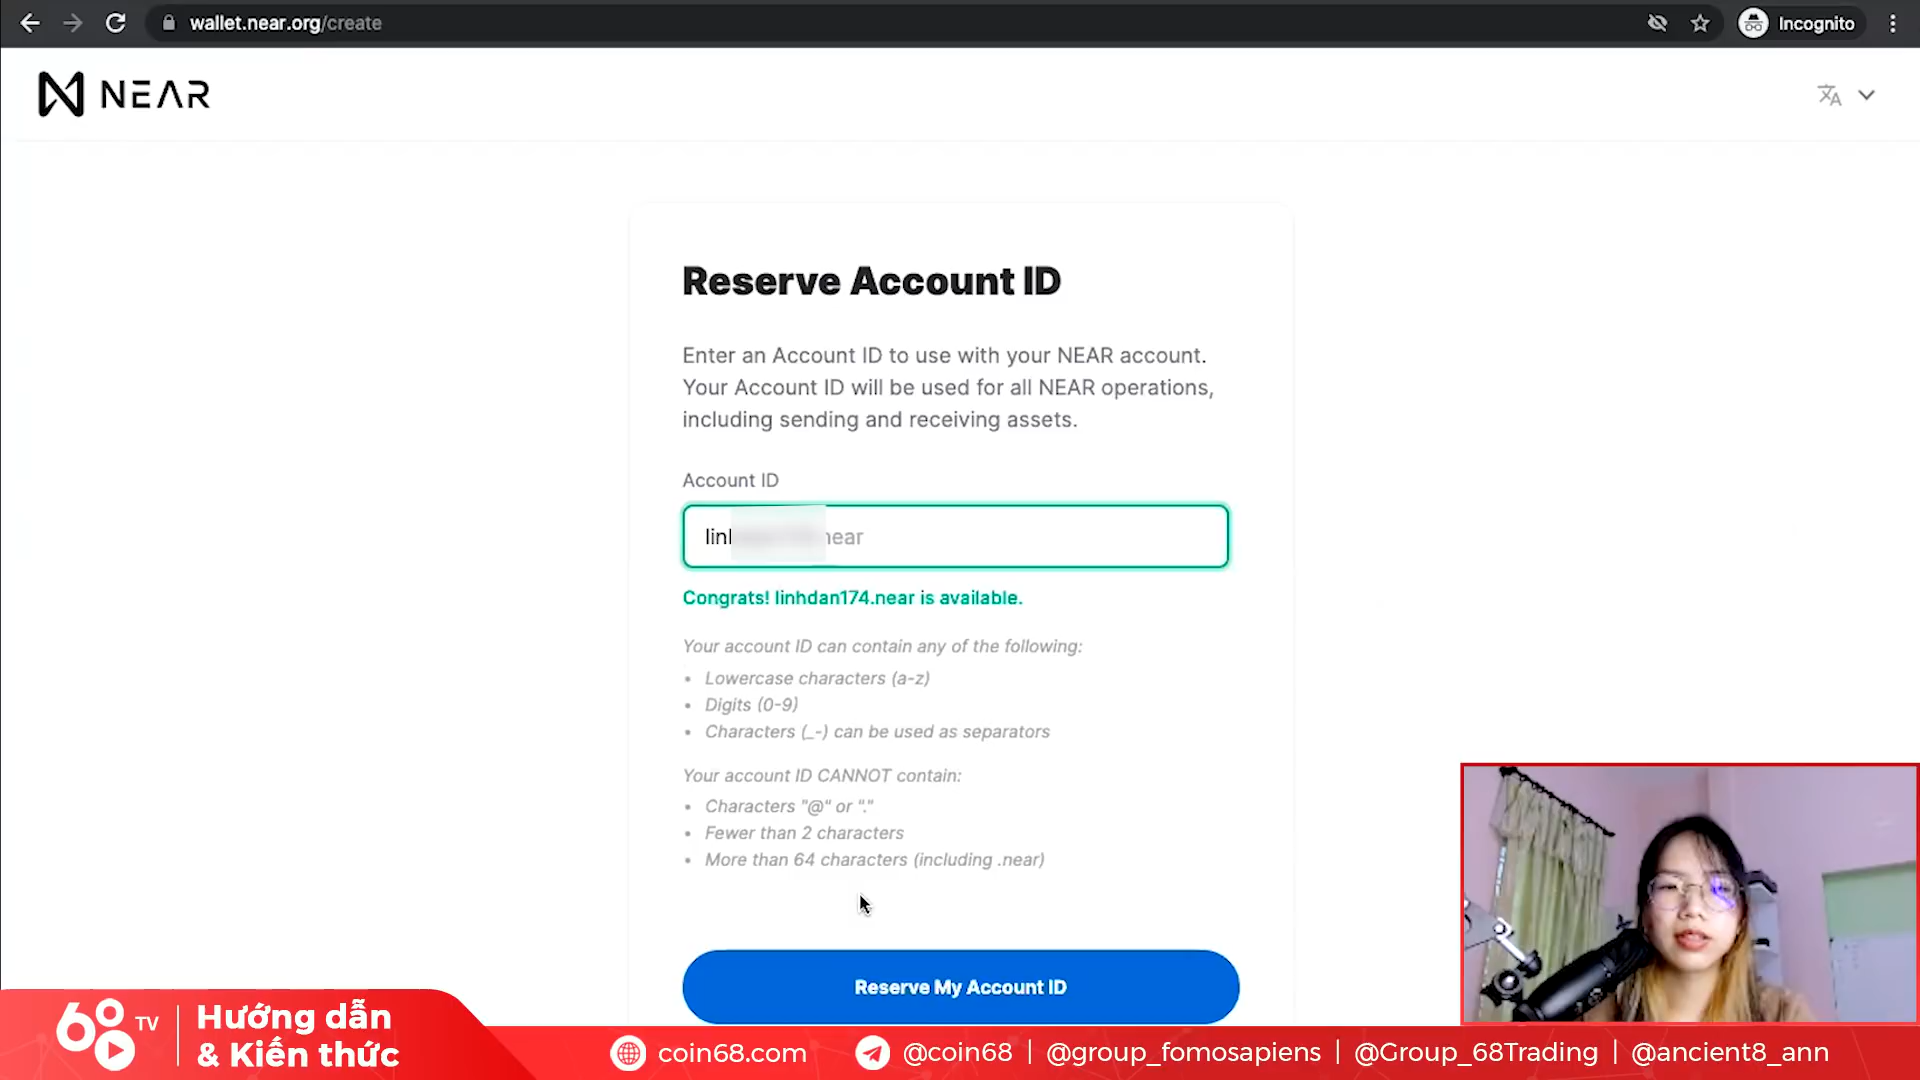 wallet.near.org/create
Incognito
NEAR
Reserve Account ID
Enter an Account ID to use with your NEAR account.
Your Account ID will be used for all NEAR operations,
including sending and receiving assets.
Account ID
Congrats! linhdan174.near is available.
Your account ID can contain any of the following:
• Lowercase characters (a-z)
• Digits (0-9)
• Characters (_-) can be used as separators
Your account ID CANNOT contain:
• Characters "@" or "."
• Fewer than 2 characters
• More than 64 characters (including .near)
Reserve My Account ID
68 TV
Hướng dẫn
& Kiến thức
coin68.com
@coin68 | @group_fomosapiens | @Group_68Trading | @ancient8_ann